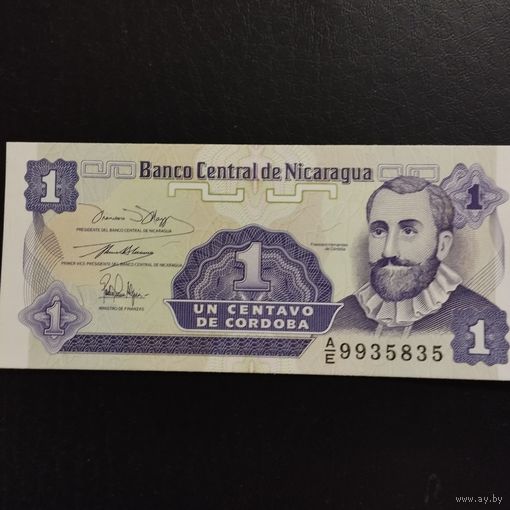 Banco Central de Nicaragua
1
1
PRESIDENTE DEL BANCO CENTRAL DE NICARAGUA
Francisco Hernández
de Córdoba
PRIMER VICE PRESIDENTE DEL BANCO CENTRAL DE NICARAGUA
1
MINISTRO DE FINANZAS
UN CENTAVO
DE CORDOBA
1
A/E 9935835
1
www.ay.by